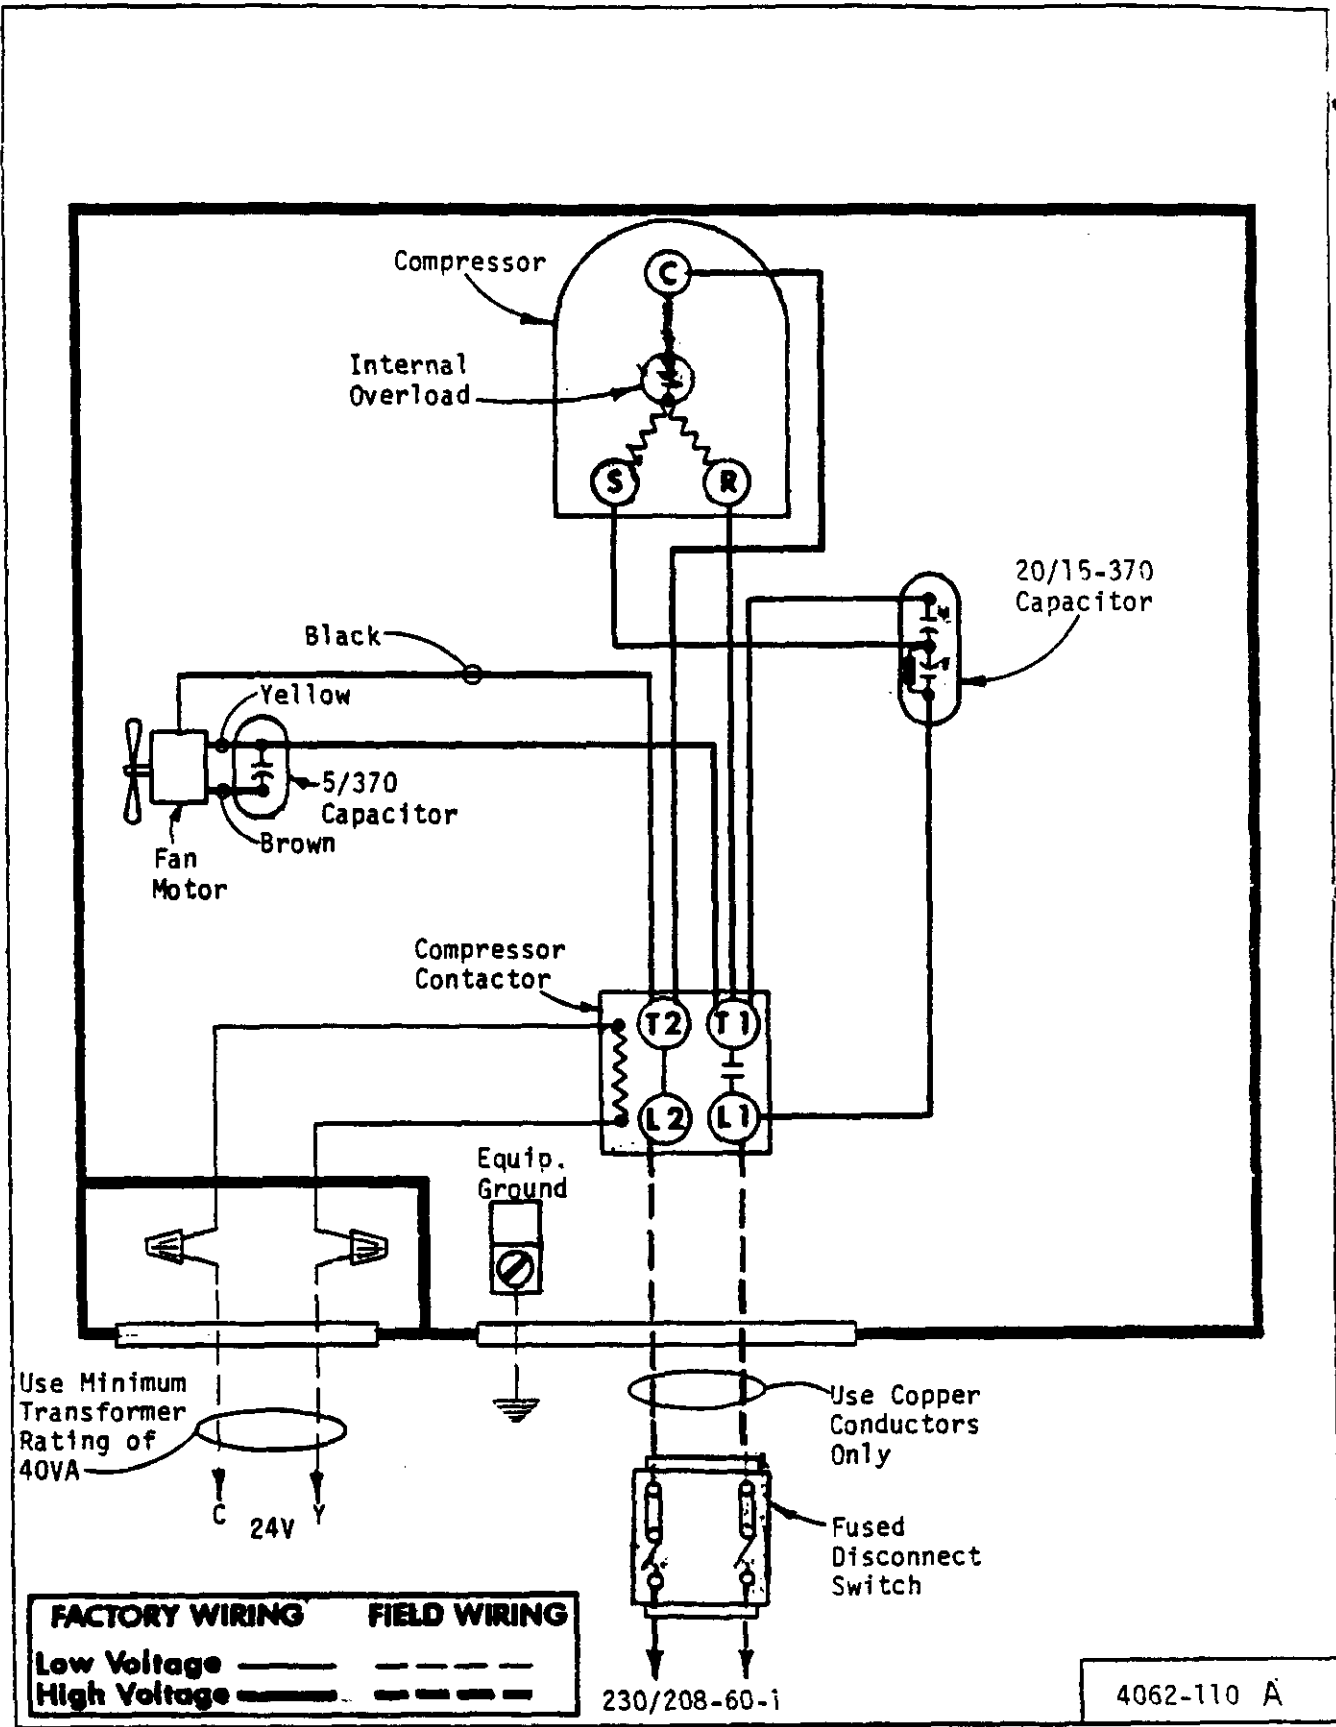 Compressor
C
Internal
Overload
S
R
20/15-370
Capacitor
Black
Yellow
5/370
Capacitor
Brown
Fan
Motor
Compressor
Contactor
T2
T1
L2
L1
Equip.
Ground
Use Minimum
Transformer
Rating of
40VA
C
24V
Y
Use Copper
Conductors
Only
Fused
Disconnect
Switch
FACTORY WIRING FIELD WIRING
Low Voltage
High Voltage
230/208-60-1
4062-110 A